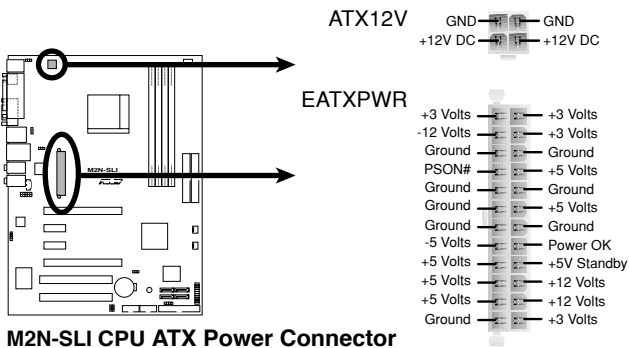 ATX12V
GND GND
+12V DC +12V DC
EATXPWR
+3 Volts +3 Volts
-12 Volts +3 Volts
Ground Ground
PSON# +5 Volts
Ground Ground
Ground +5 Volts
Ground Ground
-5 Volts Power OK
+5 Volts +5V Standby
+5 Volts +12 Volts
+5 Volts +12 Volts
Ground +3 Volts
M2N-SLI
M2N-SLI CPU ATX Power Connector